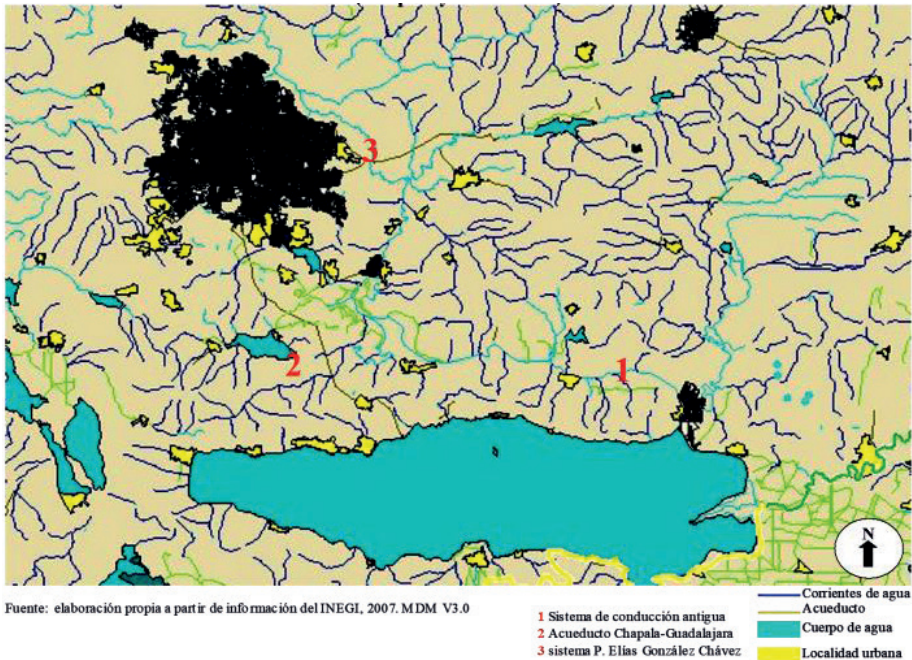 3
2
1
N
Fuente: elaboración propia a partir de información del INEGI, 2007. MDM V3.0
1 Sistema de conducción antigua
2 Acueducto Chapala-Guadalajara
3 sistema P. Elías González Chávez
Corrientes de agua
Acueducto
Cuerpo de agua
Localidad urbana